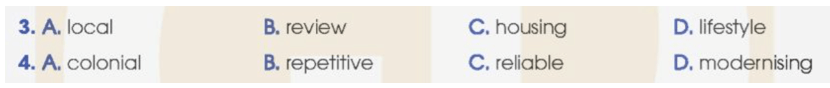 3. A. local B. review C. housing D. lifestyle
4. A. colonial B. repetitive C. reliable D. modernising